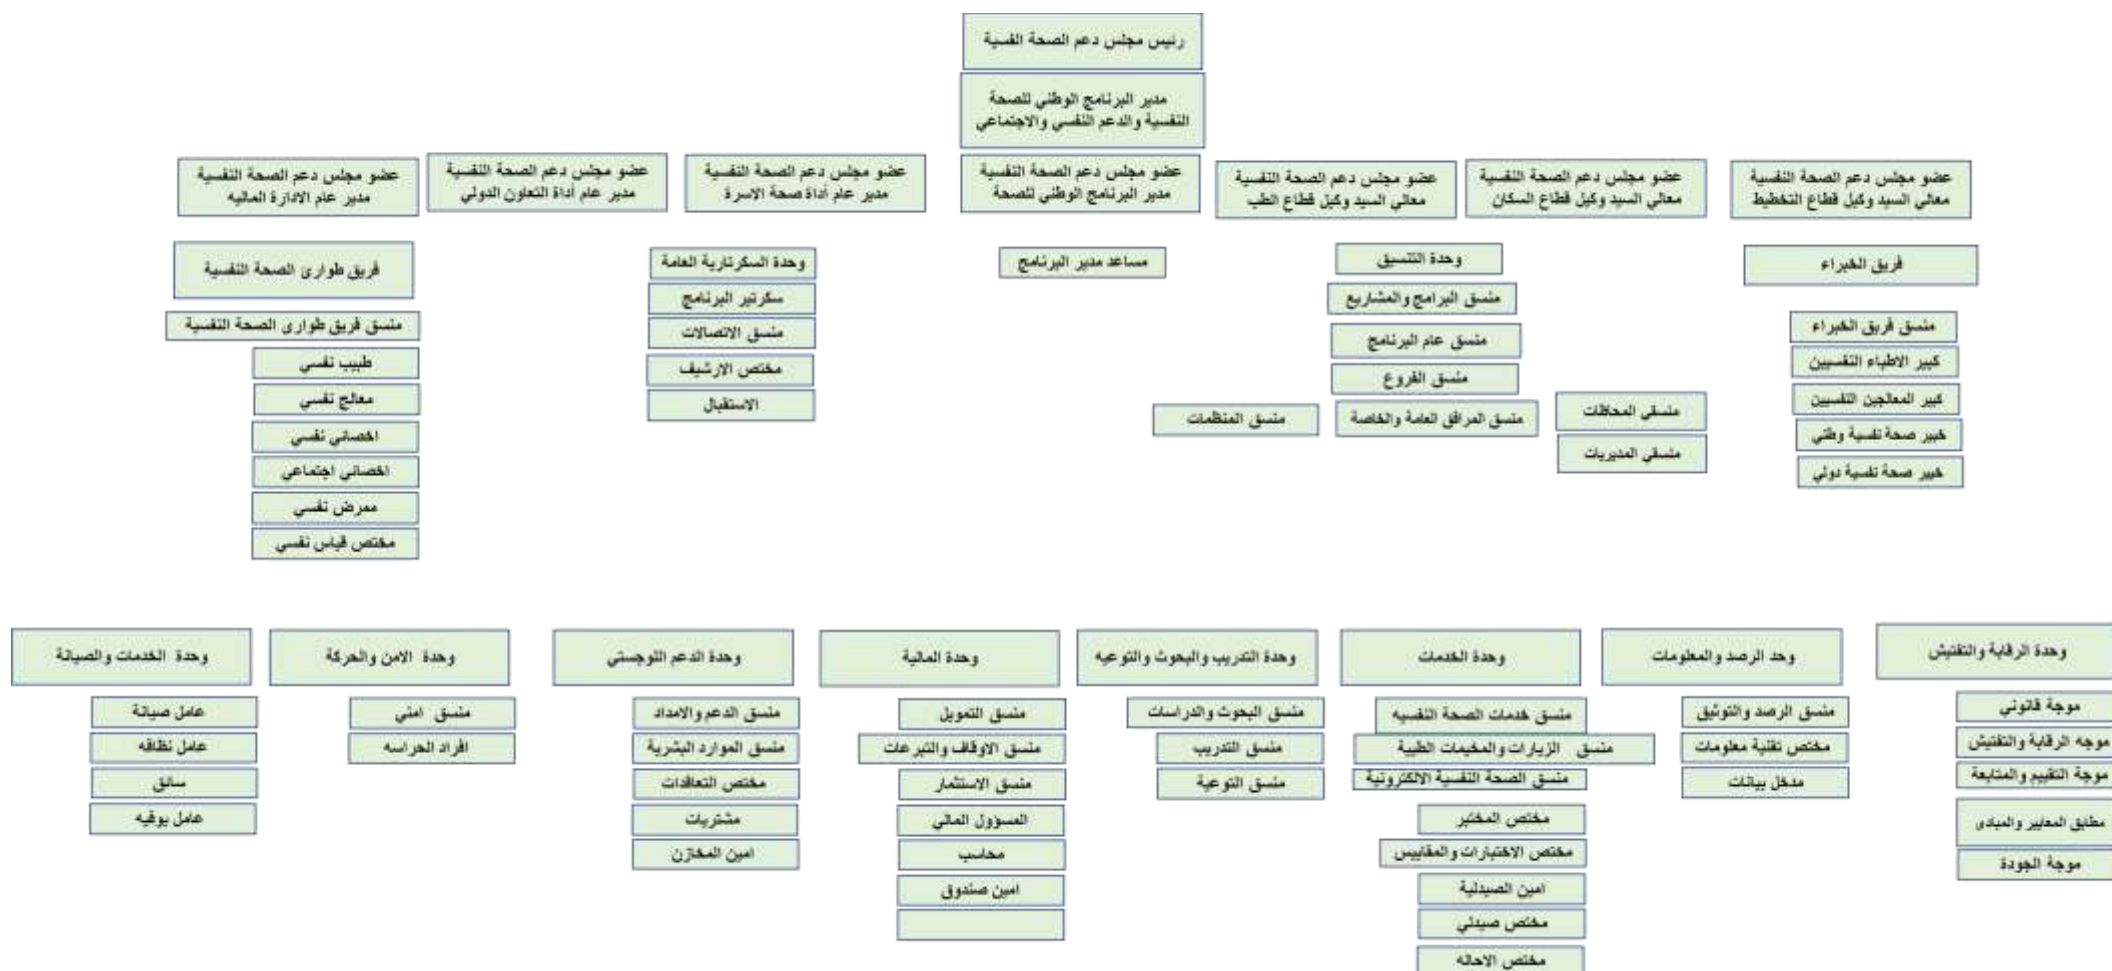 رئيس مجلس دعم الصحة الفسية
مدير البرنامج الوطني للصحة
النفسية والدعم النفسي والاجتماعي
عضو مجلس دعم الصحة النفسية
معالي السيد وكيل قطاع التخطيط
عضو مجلس دعم الصحة النفسية
معالي السيد وكيل قطاع السكان
عضو مجلس دعم الصحة النفسية
معالي السيد وكيل قطاع الطب
عضو مجلس دعم الصحة النفسية
مدير البرنامج الوطني للصحة
عضو مجلس دعم الصحة النفسية
مدير عام أداة صحة الاسرة
عضو مجلس دعم الصحة النفسية
مدير عام أداة التعاون الدولي
عضو مجلس دعم الصحة النفسية
مدير عام الادارة الماليه
فريق الخبراء
منسق فريق الخبراء
كبير الاطباء النفسيين
كبير المعالجين النفسيين
خبير صحة نفسية وطني
خبير صحة نفسية دولي
وحدة التنسيق
منسق البرامج والمشاريع
منسق عام البرنامج
منسق الفروع
منسقي المحافظات
منسقي المديريات
منسق المرافق العامة والخاصة
منسق المنظمات
مساعد مدير البرنامج
وحدة السكرتارية العامة
سكرتير البرنامج
منسق الاتصالات
مختص الارشيف
الاستقبال
فريق طوارئ الصحة النفسية
منسق فريق طوارئ الصحة النفسية
طبيب نفسي
معالج نفسي
اخصائي نفسي
اخصائي اجتماعي
ممرض نفسي
مختص قياس نفسي
وحدة الرقابة والتفتيش
موجة قانوني
موجه الرقابة والتفتيش
موجة التقييم والمتابعة
مطابق المعايير والمبادئ
موجة الجودة
وحد الرصد والمعلومات
منسق الرصد والتوثيق
مختص تقنية معلومات
مدخل بيانات
وحدة الخدمات
منسق خدمات الصحة النفسيه
منسق الزيارات والمخيمات الطبية
منسق الصحة النفسية الالكترونية
مختص المختبر
مختص الاختبارات والمقاييس
امين الصيدلية
مختص صيدلي
مختص الاحاله
وحدة التدريب والبحوث والتوعيه
منسق البحوث والدراسات
منسق التدريب
منسق التوعية
وحدة المالية
منسق التمويل
منسق الاوقاف والتبرعات
منسق الاستثمار
المسؤول المالي
محاسب
امين صندوق
وحدة الدعم اللوجستي
منسق الدعم والامداد
منسق الموارد البشرية
مختص التعاقدات
مشتريات
امين المخازن
وحدة الامن والحركة
منسق امني
افراد الحراسه
وحدة الخدمات والصيانة
عامل صيانة
عامل نظافه
سائق
عامل بوفيه